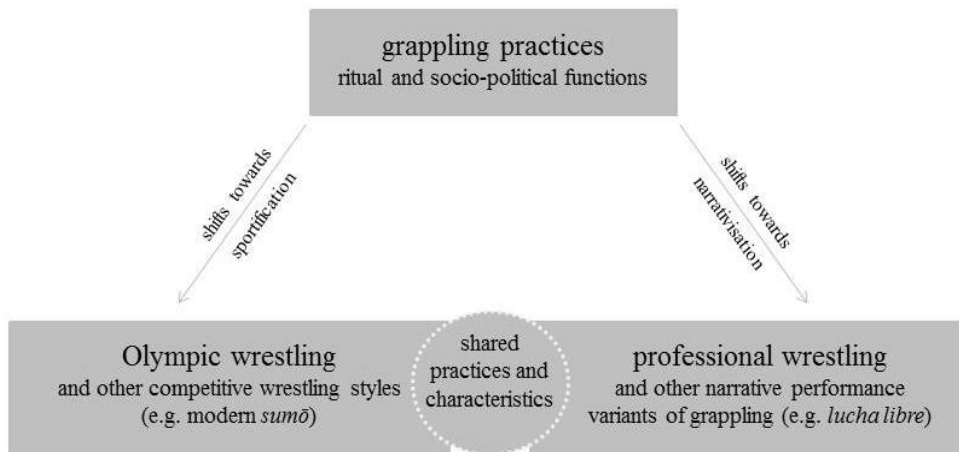 grappling practices
ritual and socio-political functions
shifts towards
sportification
shifts towards
narrativisation
Olympic wrestling
and other competitive wrestling styles
(e.g. modern sumō)
shared
practices and
characteristics
professional wrestling
and other narrative performance
variants of grappling (e.g. lucha libre)